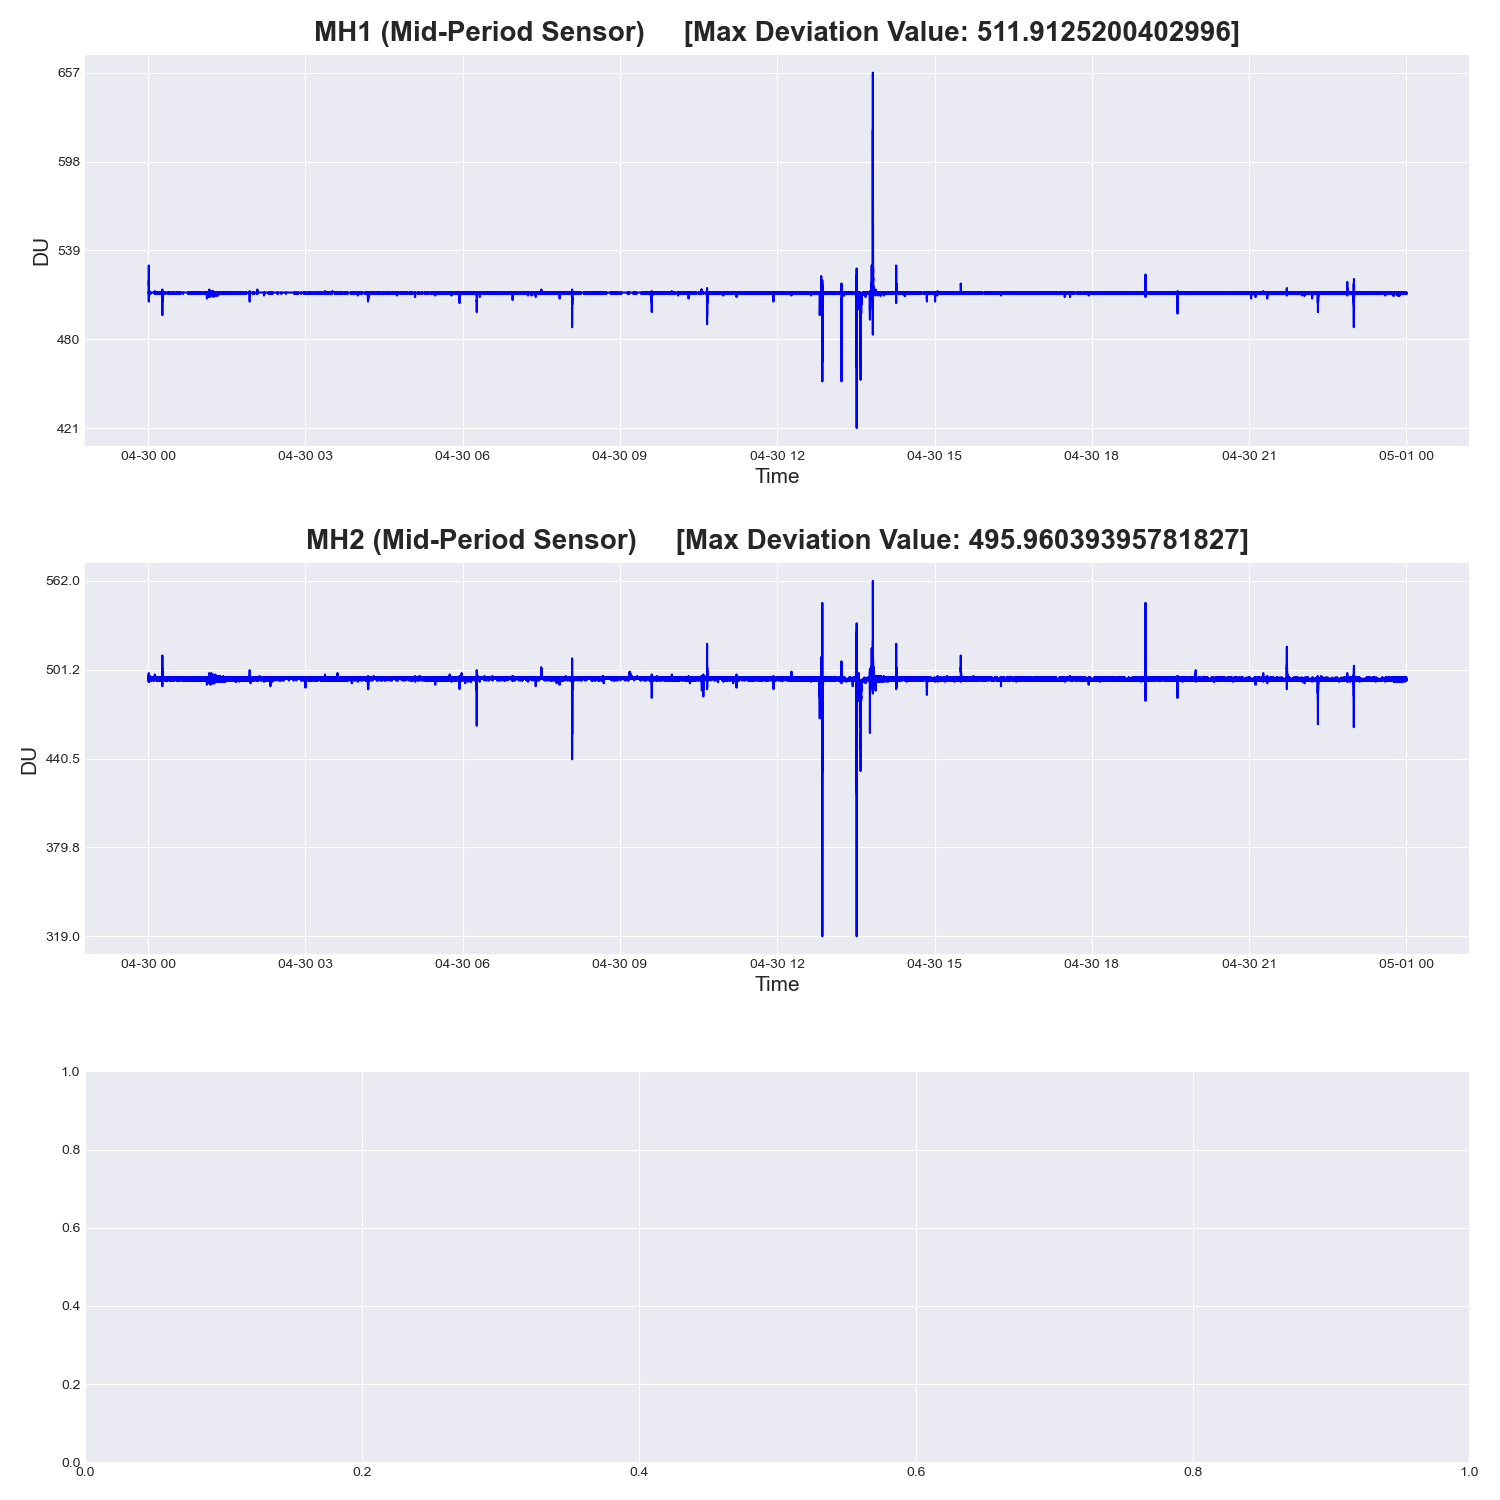 MH1 (Mid-Period Sensor) [Max Deviation Value: 511.9125200402996]
657
598
539
480
421
DU
04-30 00 04-30 03 04-30 06 04-30 09 04-30 12 04-30 15 04-30 18 04-30 21 05-01 00
Time
MH2 (Mid-Period Sensor) [Max Deviation Value: 495.96039395781827]
562.0
501.2
440.5
379.8
319.0
DU
04-30 00 04-30 03 04-30 06 04-30 09 04-30 12 04-30 15 04-30 18 04-30 21 05-01 00
Time
1.0
0.8
0.6
0.4
0.2
0.0
0.0 0.2 0.4 0.6 0.8 1.0